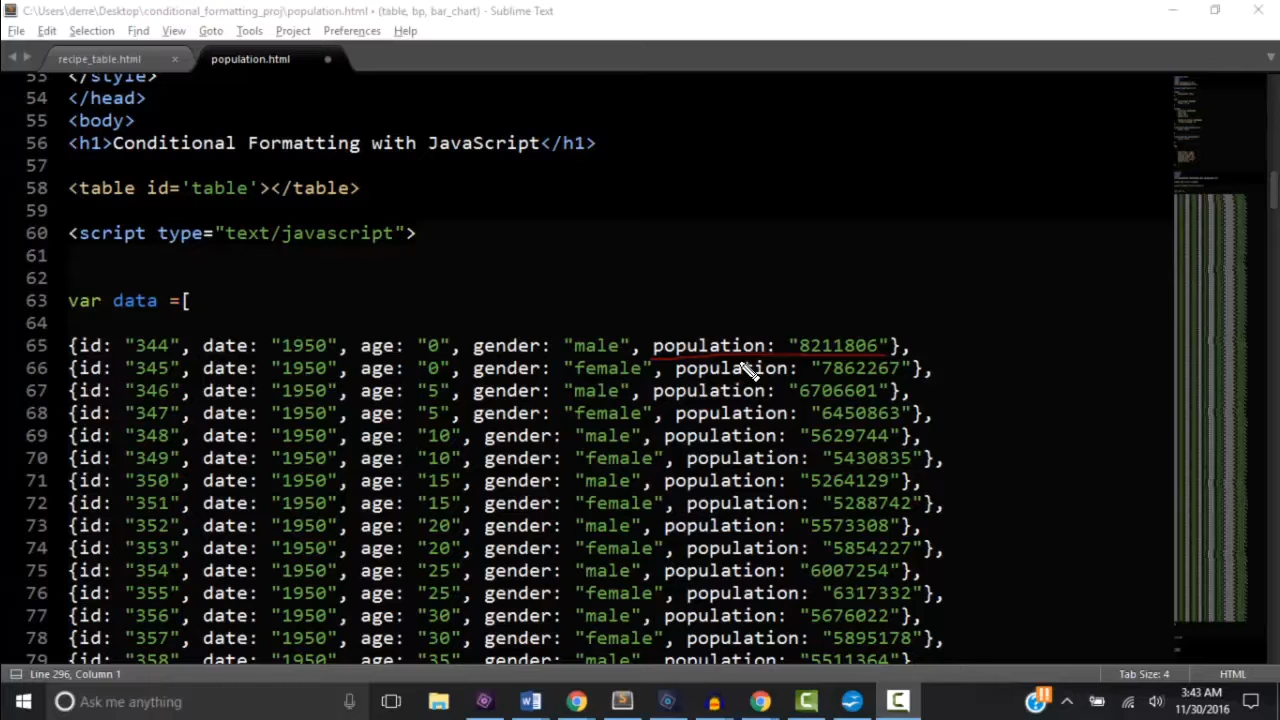 C:\Users\derre\Desktop\conditional_formatting_proj\population.html • (table, bp, bar_chart) - Sublime Text
File Edit Selection Find View Goto Tools Project Preferences Help
recipe_table.html × population.html
53 </style>
54 </head>
55 <body>
56 <h1>Conditional Formatting with JavaScript</h1>
57
58 <table id='table'></table>
59
60 <script type="text/javascript">
61
62
63 var data =[
64
65 {id: "344", date: "1950", age: "0", gender: "male", population: "8211806"},
66 {id: "345", date: "1950", age: "0", gender: "female", population: "7862267"},
67 {id: "346", date: "1950", age: "5", gender: "male", population: "6706601"},
68 {id: "347", date: "1950", age: "5", gender: "female", population: "6450863"},
69 {id: "348", date: "1950", age: "10", gender: "male", population: "5629744"},
70 {id: "349", date: "1950", age: "10", gender: "female", population: "5430835"},
71 {id: "350", date: "1950", age: "15", gender: "male", population: "5264129"},
72 {id: "351", date: "1950", age: "15", gender: "female", population: "5288742"},
73 {id: "352", date: "1950", age: "20", gender: "male", population: "5573308"},
74 {id: "353", date: "1950", age: "20", gender: "female", population: "5854227"},
75 {id: "354", date: "1950", age: "25", gender: "male", population: "6007254"},
76 {id: "355", date: "1950", age: "25", gender: "female", population: "6317332"},
77 {id: "356", date: "1950", age: "30", gender: "male", population: "5676022"},
78 {id: "357", date: "1950", age: "30", gender: "female", population: "5895178"},
79 {id: "358", date: "1950", age: "35", gender: "male", population: "5511364"}
Line 296, Column 1 Tab Size: 4 HTML
Ask me anything
3:43 AM
11/30/2016